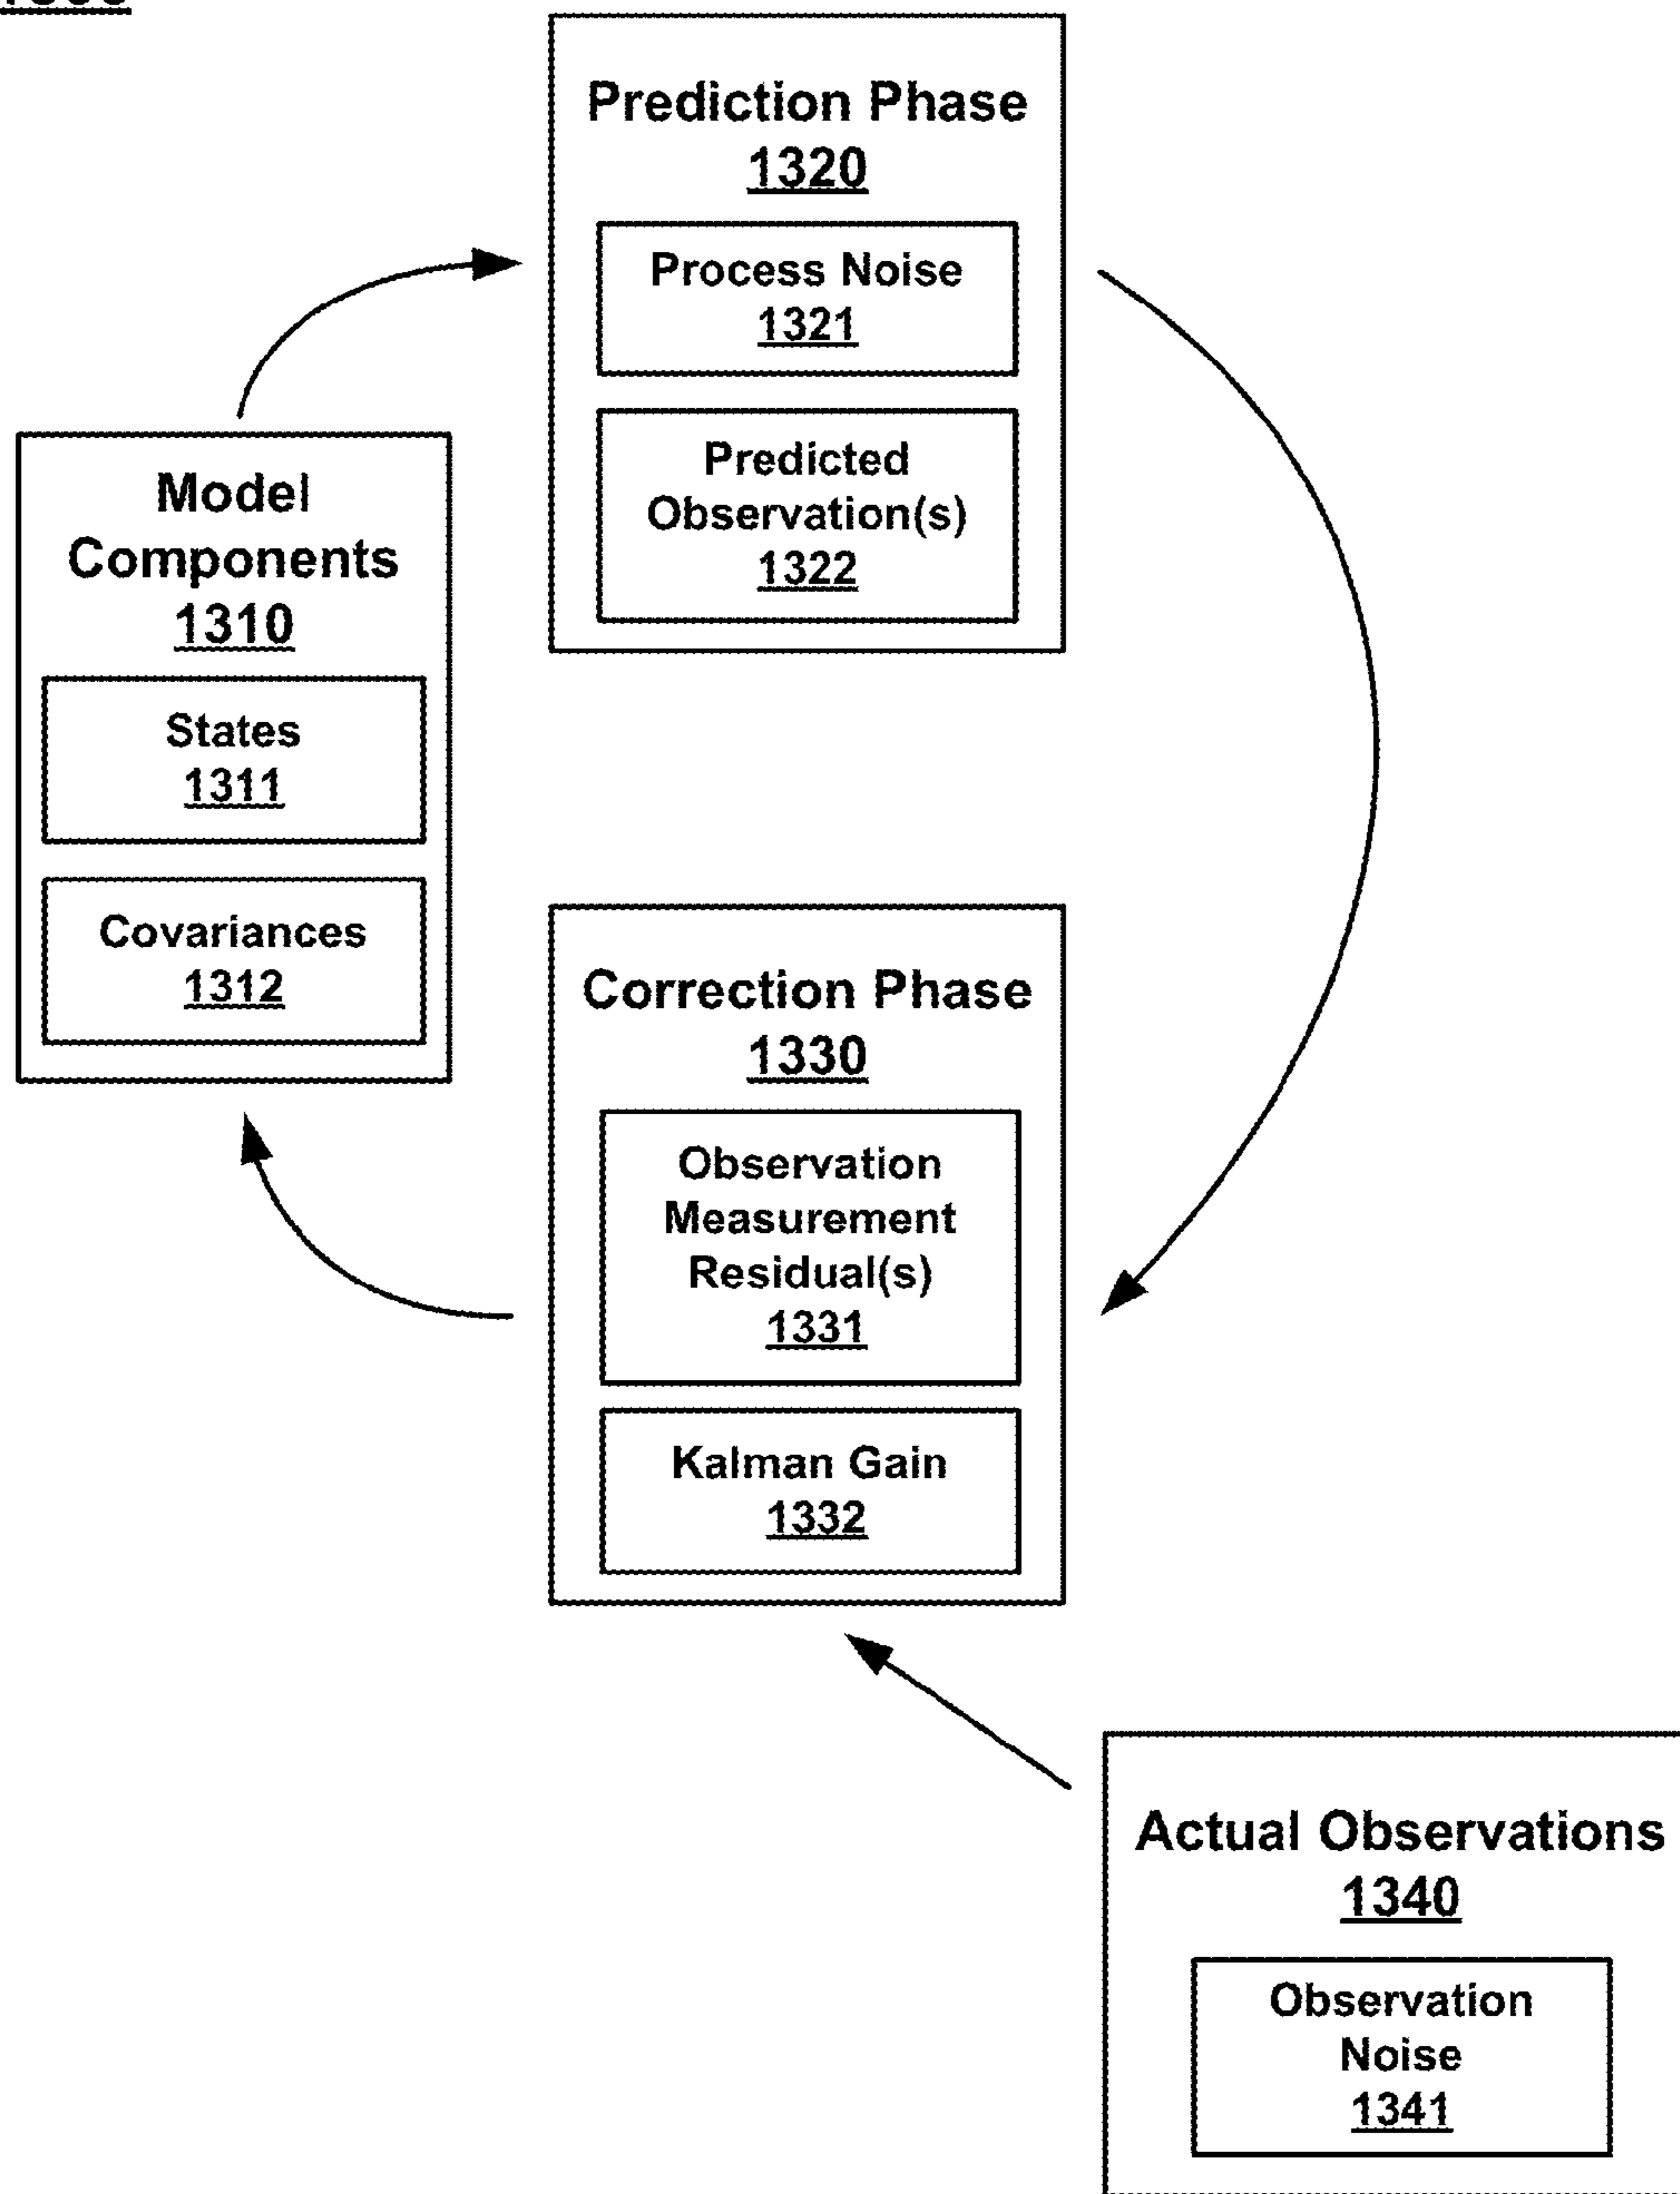 Prediction Phase
1320
Process Noise
1321
Predicted
Observation(s)
1322
Model
Components
1310
States
1311
Covariances
1312
Correction Phase
1330
Observation
Measurement
Residual(s)
1331
Kalman Gain
1332
Actual Observations
1340
Observation
Noise
1341